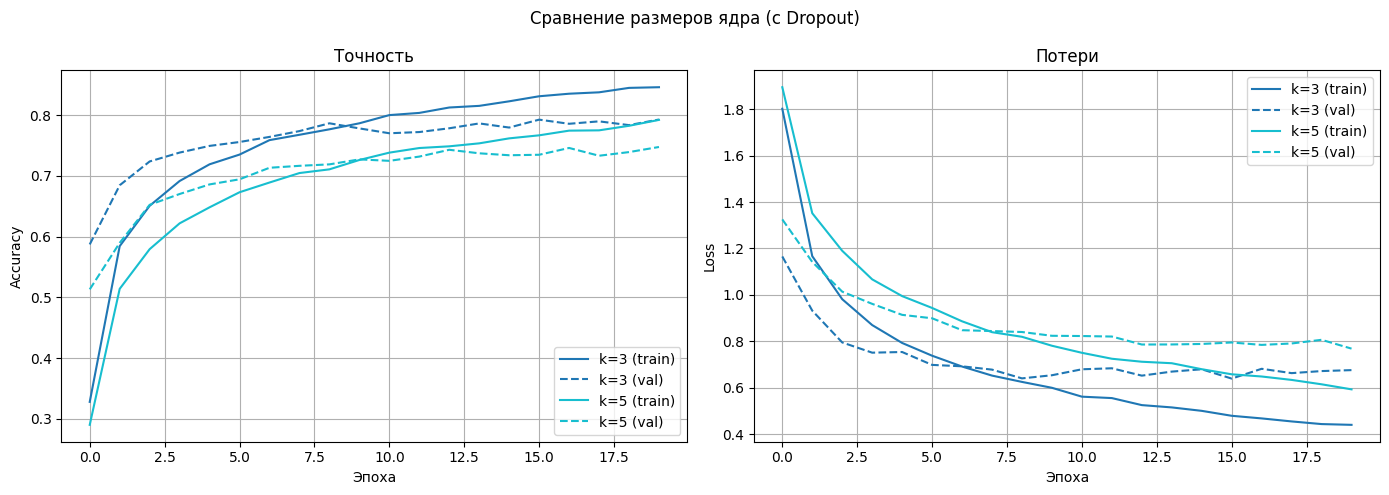 Сравнение размеров ядра (с Dropout)
Точность
Accuracy
0.8
0.7
0.6
0.5
0.4
0.3
0.0 2.5 5.0 7.5 10.0 12.5 15.0 17.5
Эпоха
k=3 (train)
k=3 (val)
k=5 (train)
k=5 (val)
Потери
Loss
1.8
1.6
1.4
1.2
1.0
0.8
0.6
0.4
0.0 2.5 5.0 7.5 10.0 12.5 15.0 17.5
Эпоха
k=3 (train)
k=3 (val)
k=5 (train)
k=5 (val)